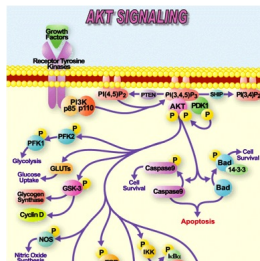 AKT SIGNALING
Growth
Factors
Receptor Tyrosine
Kinases
PI(4,5)P2
PTEN
PI(3,4,5)P3
SHIP
PI(3,4)P2
PI3K
p85 p110
AKT
PDK1
P P
P
P
PFK2
P
PFK1
Glycolysis
GLUTs
Glucose
Uptake
P
GSK-3
Glycogen
Synthase
Cyclin D
P
NOS
Nitric Oxide
Synthesis
P
Caspase9
Cell
Survival
Caspase9
P
Bad
14-3-3
Cell
Survival
Bad
Apoptosis
P
IKK
P
IκBα